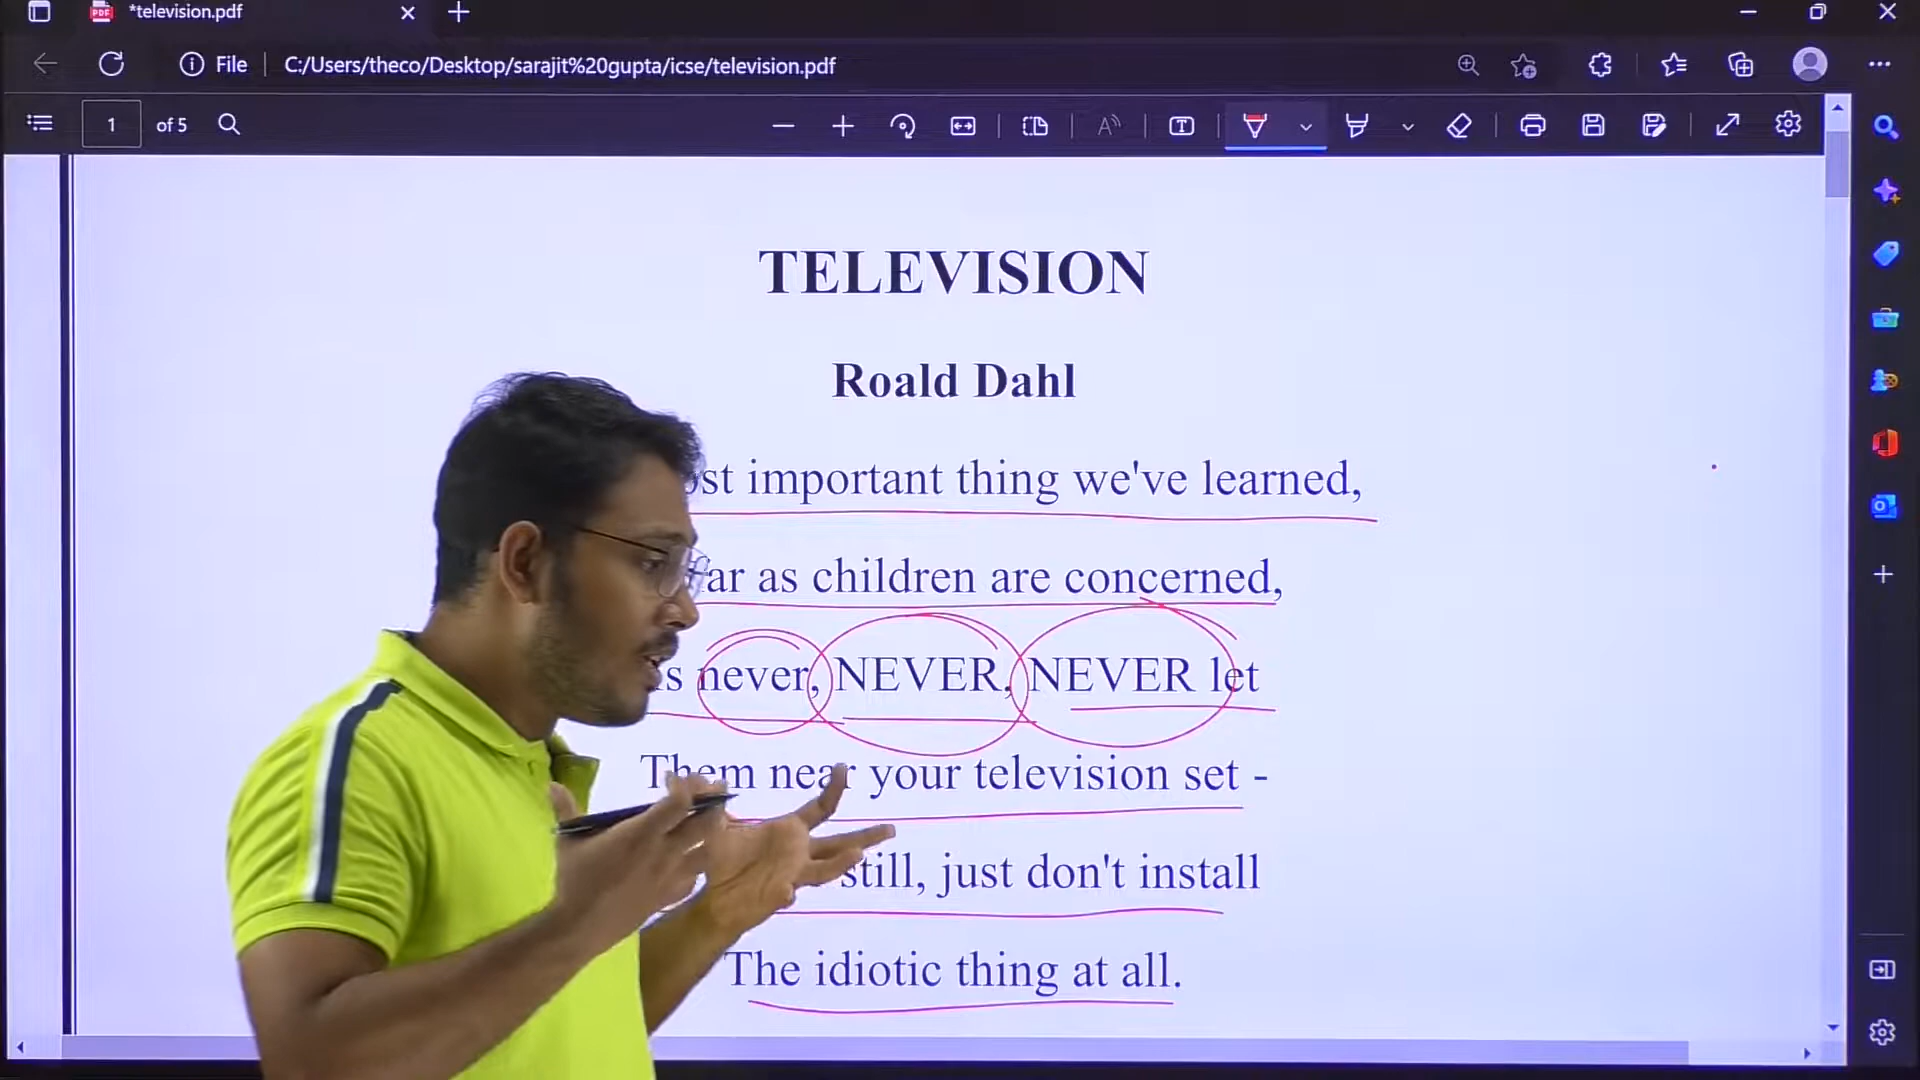 *television.pdf
File
C:/Users/theco/Desktop/sarajit%20gupta/icse/television.pdf
1 of 5
TELEVISION
Roald Dahl
important thing we've learned,
far as children are concerned,
never, NEVER, NEVER let
Them near your television set -
still, just don't install
The idiotic thing at all.